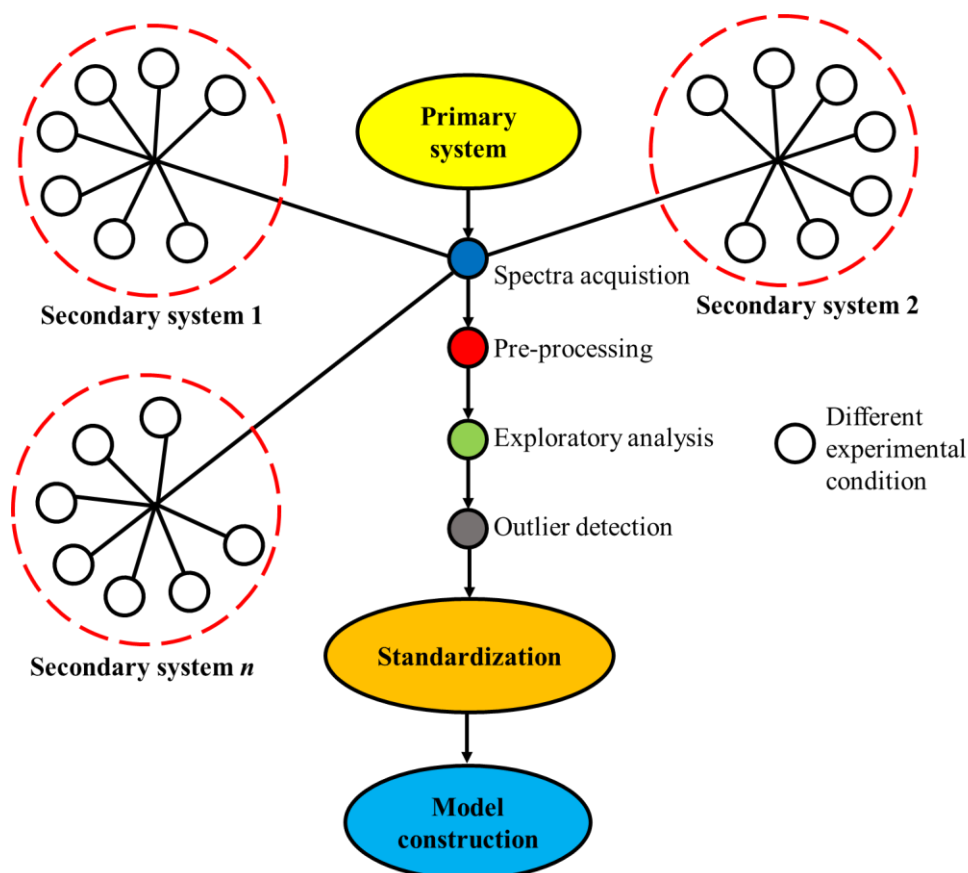 Primary
system
Secondary system 1
Spectra acquistion
Secondary system 2
Pre-processing
Exploratory analysis
Different
experimental
condition
Outlier detection
Secondary system n
Standardization
Model
construction